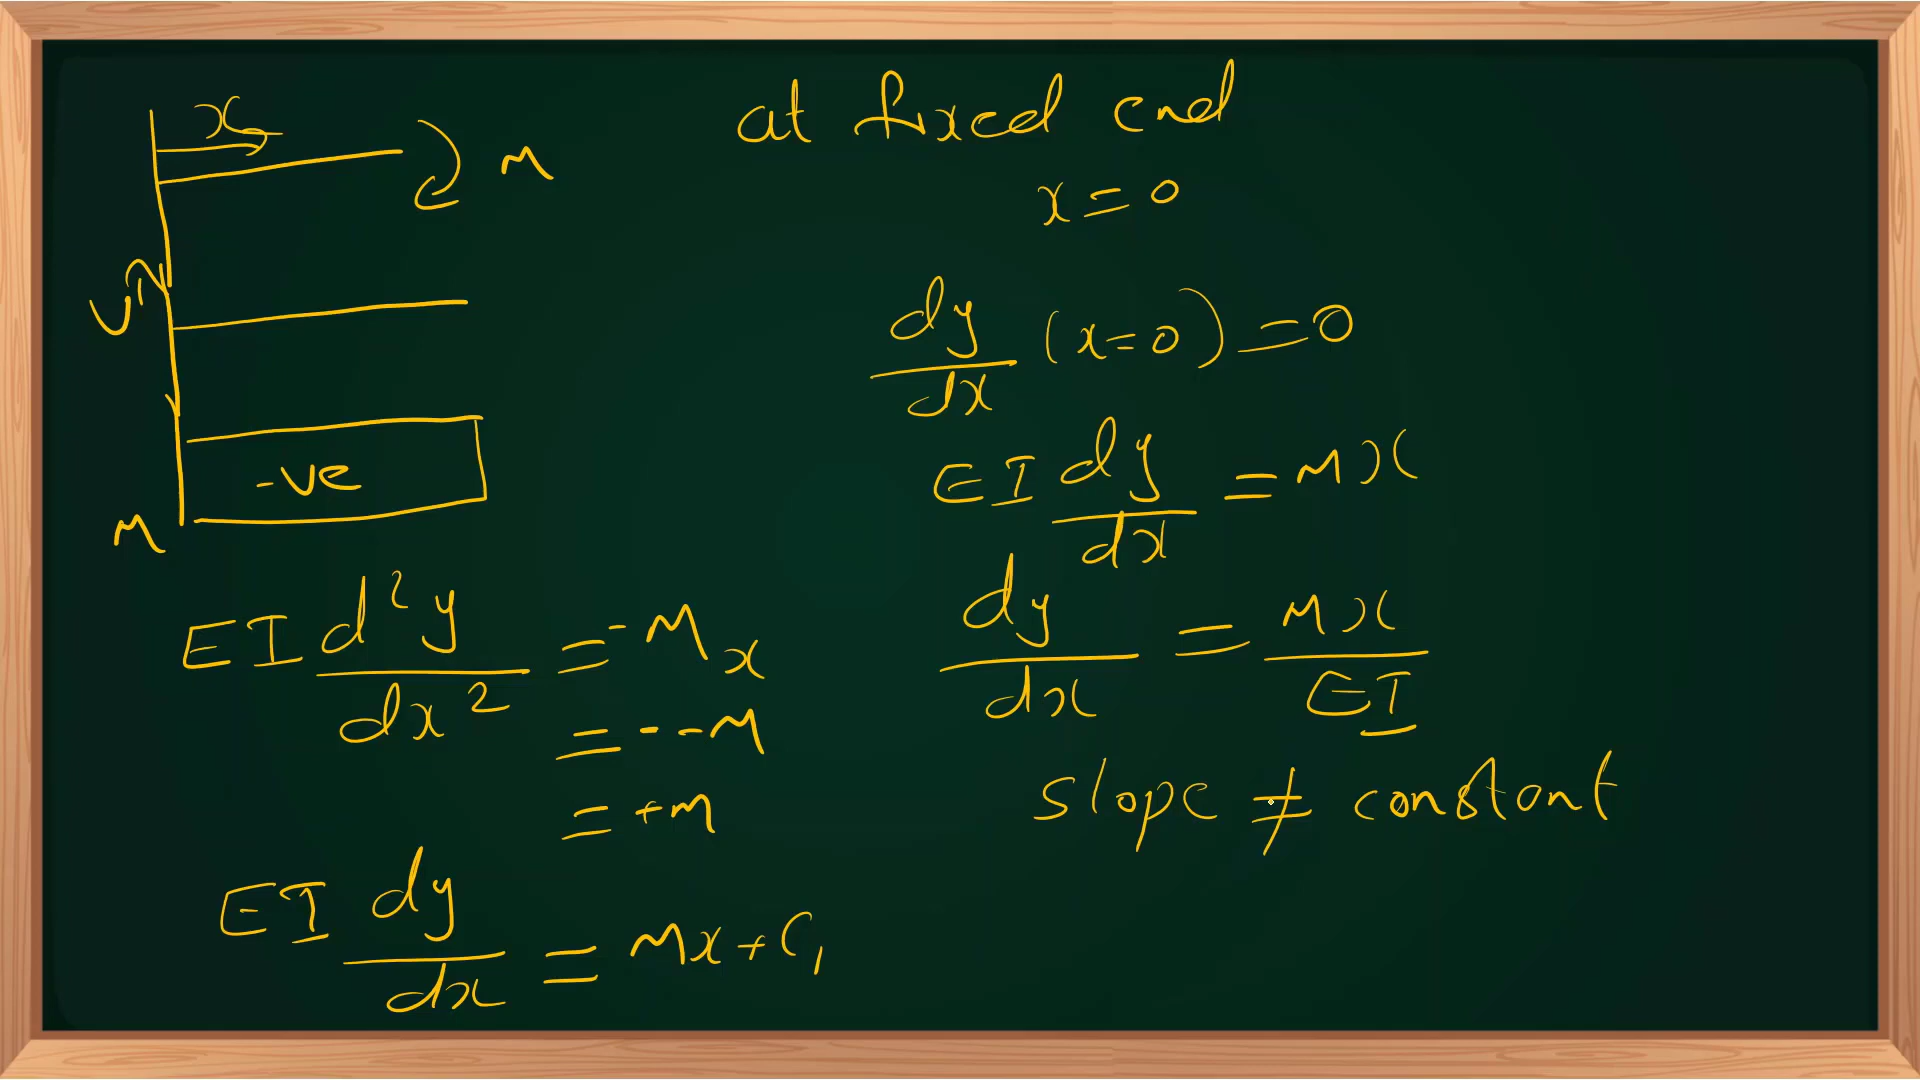 x
M
V
-ve
M
EI d²y/dx² = -Mx
= - -M
= +M
EI dy/dx = Mx + C₁
at fixed end
x = 0
dy/dx (x=0) = 0
EI dy/dx = Mx
dy/dx = Mx/EI
slope ≠ constant